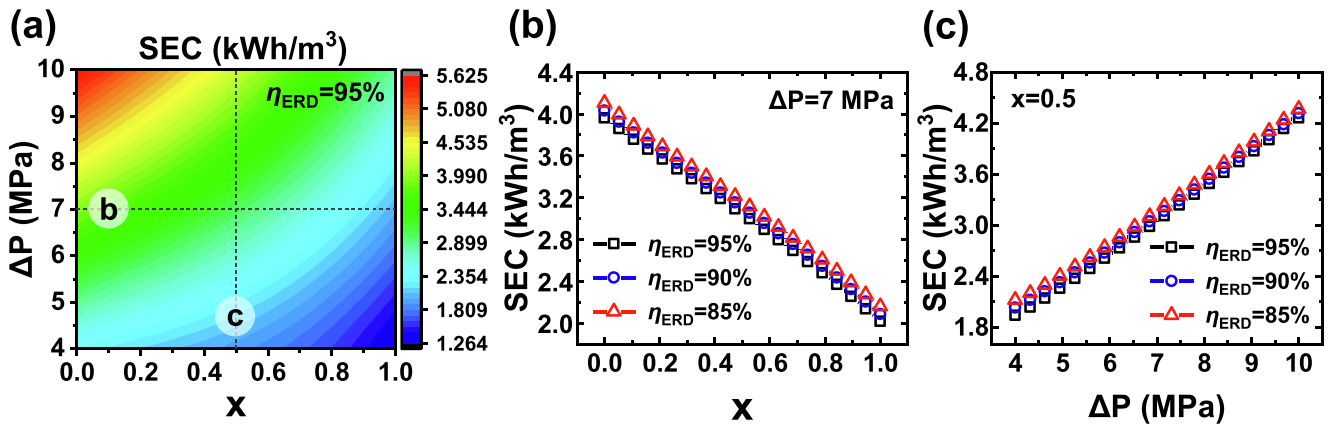 (a)
SEC (kWh/m³)
η_ERD=95%
ΔP (MPa)
10
9
8
7
6
5
4
b
c
0.0 0.2 0.4 0.6 0.8 1.0
x
5.625
5.080
4.535
3.990
3.444
2.899
2.354
1.809
1.264
(b)
ΔP=7 MPa
SEC (kWh/m³)
4.4
4.0
3.6
3.2
2.8
2.4
2.0
η_ERD=95%
η_ERD=90%
η_ERD=85%
0.0 0.2 0.4 0.6 0.8 1.0
x
(c)
x=0.5
SEC (kWh/m³)
4.8
4.2
3.6
3.0
2.4
1.8
η_ERD=95%
η_ERD=90%
η_ERD=85%
4 5 6 7 8 9 10
ΔP (MPa)